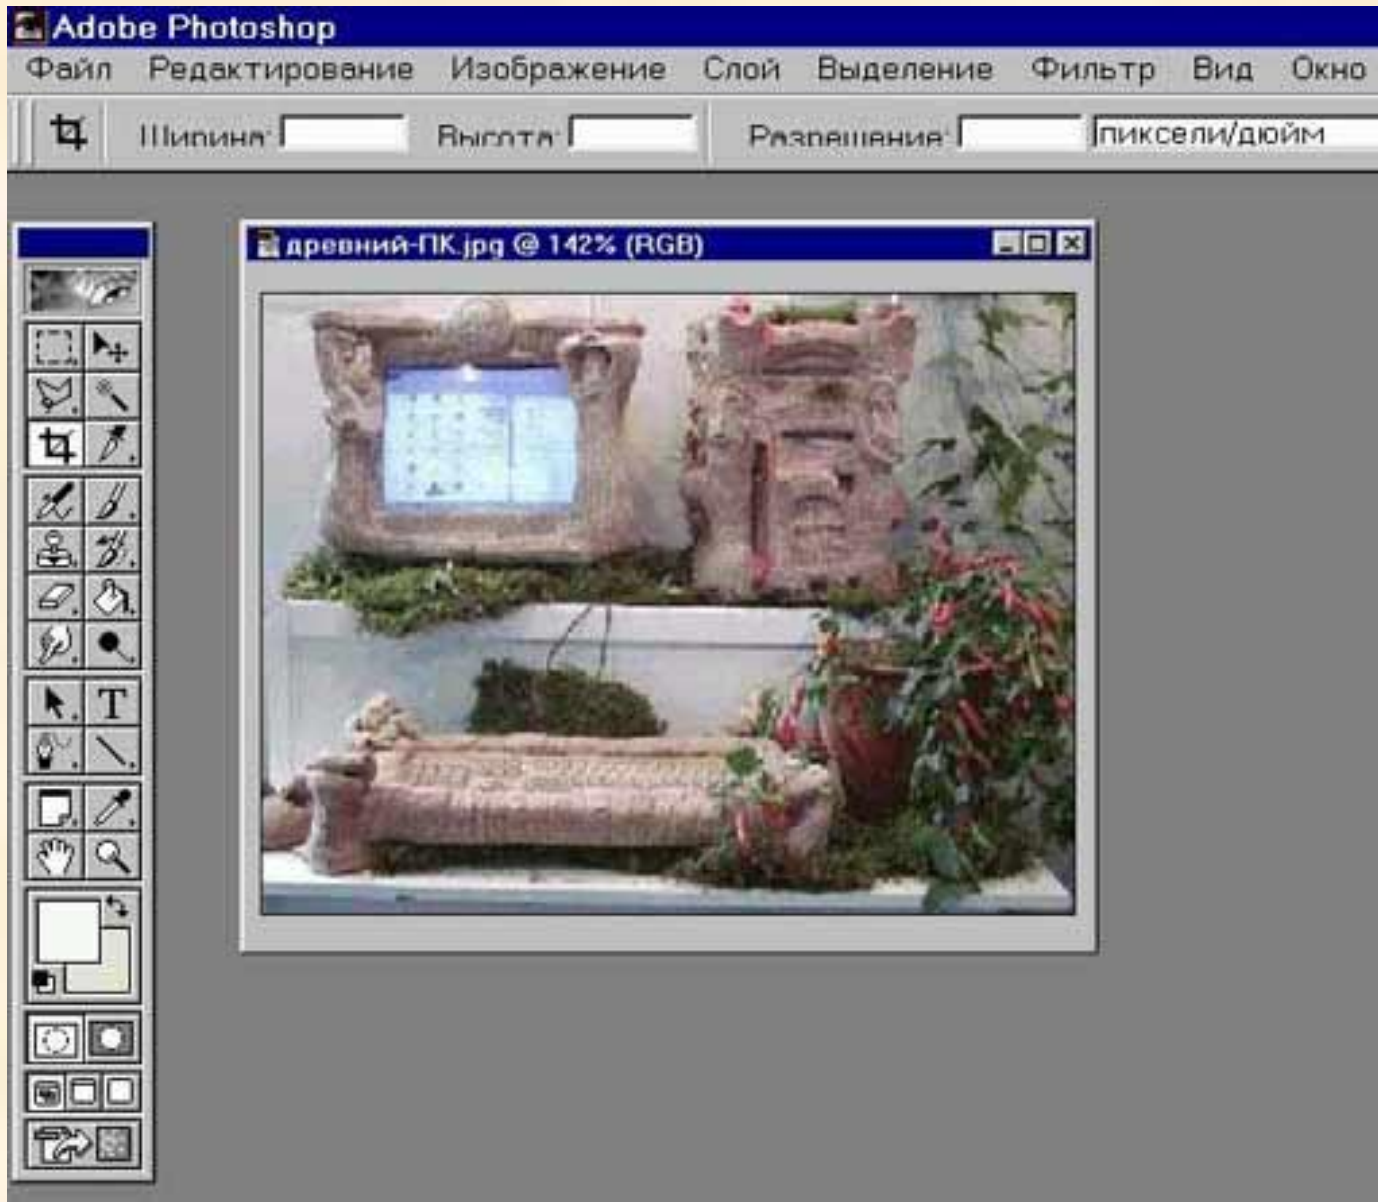 Adobe Photoshop
Файл Редактирование Изображение Слой Выделение Фильтр Вид Окно
Ширина: Высота: Разрешение: пиксели/дюйм
древний-ПК.jpg @ 142% (RGB)
T